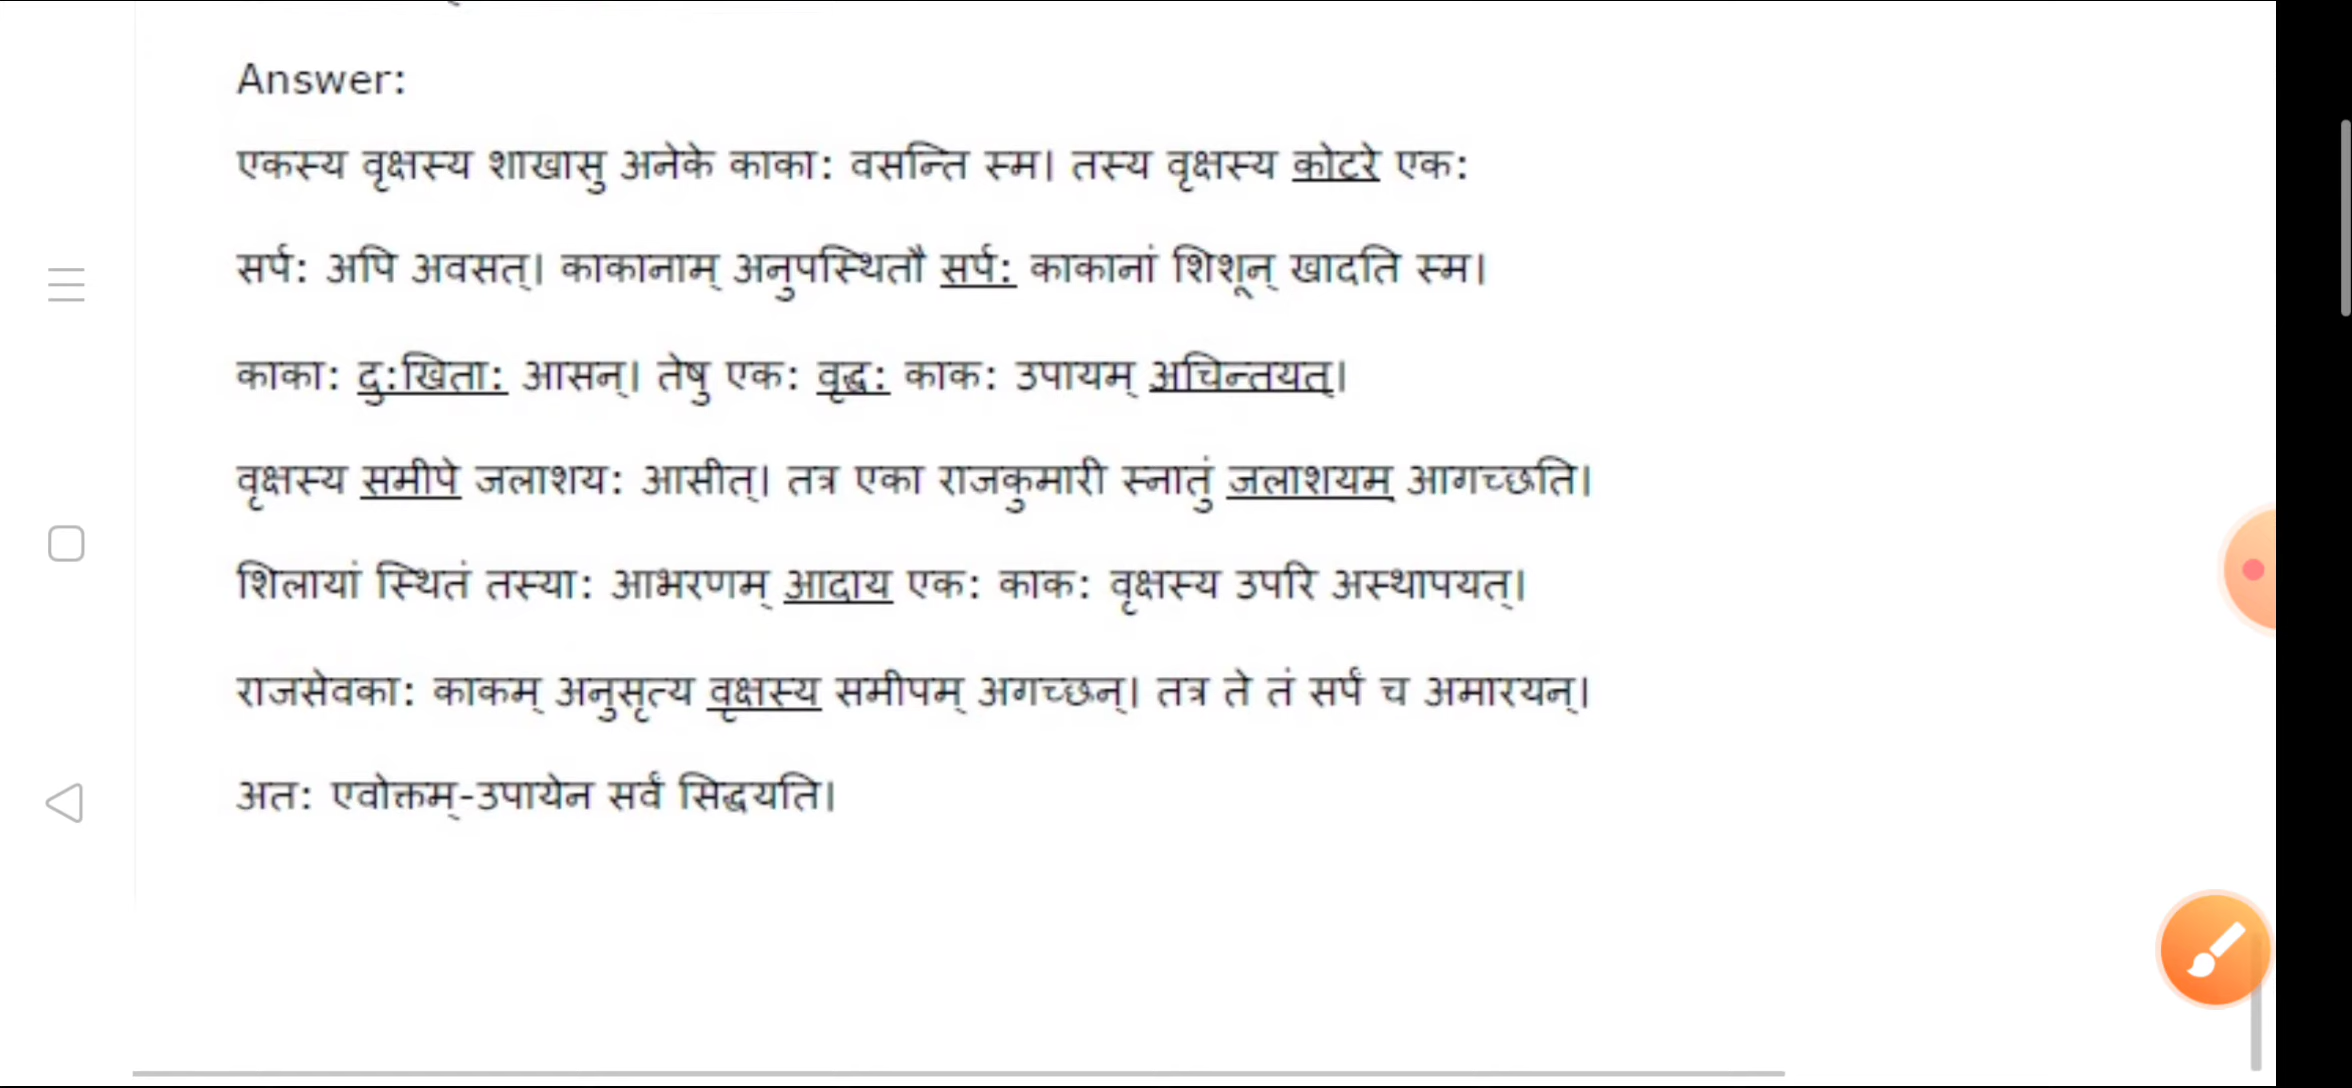 Answer:
एकस्य वृक्षस्य शाखासु अनेके काका: वसन्ति स्म। तस्य वृक्षस्य कोटरे एक:
सर्प: अपि अवसत्। काकानाम् अनुपस्थितौ सर्प: काकानां शिशून् खादति स्म।
काका: दु:खिता: आसन्। तेषु एक: वृद्ध: काक: उपायम् अचिन्तयत्।
वृक्षस्य समीपे जलाशय: आसीत्। तत्र एका राजकुमारी स्नातुं जलाशयम् आगच्छति।
शिलायां स्थितं तस्या: आभरणम् आदाय एक: काक: वृक्षस्य उपरि अस्थापयत्।
राजसेवका: काकम् अनुसृत्य वृक्षस्य समीपम् अगच्छन्। तत्र ते तं सर्पं च अमारयन्।
अत: एवोक्तम्-उपायेन सर्वं सिद्धयति।